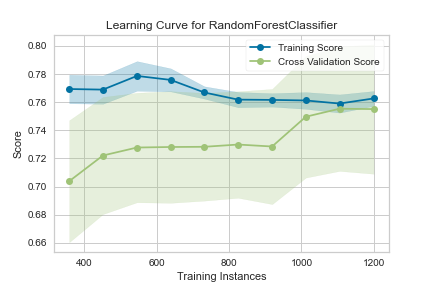 Learning Curve for RandomForestClassifier
Training Score
Cross Validation Score
0.80
0.78
0.76
0.74
0.72
0.70
0.68
0.66
Score
400
600
800
1000
1200
Training Instances